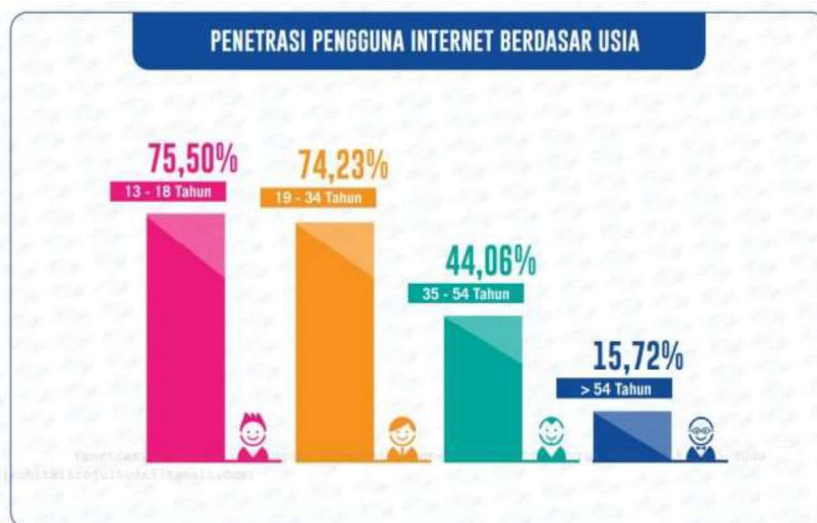 PENETRASI PENGGUNA INTERNET BERDASAR USIA
75,50%
13 - 18 Tahun
74,23%
19 - 34 Tahun
44,06%
35 - 54 Tahun
15,72%
> 54 Tahun